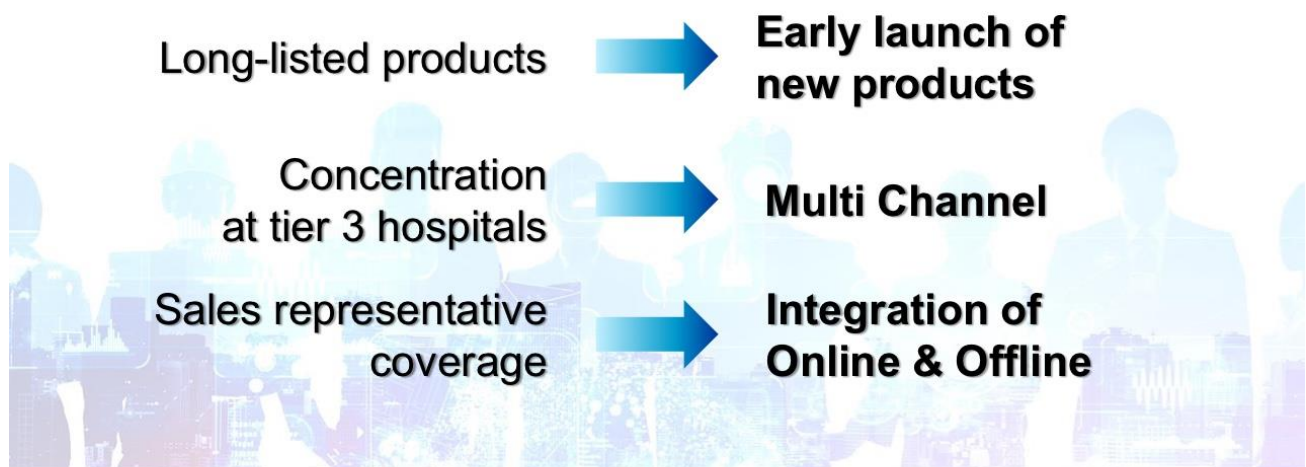 Long-listed products
Early launch of
new products
Concentration
at tier 3 hospitals
Multi Channel
Sales representative
coverage
Integration of
Online & Offline